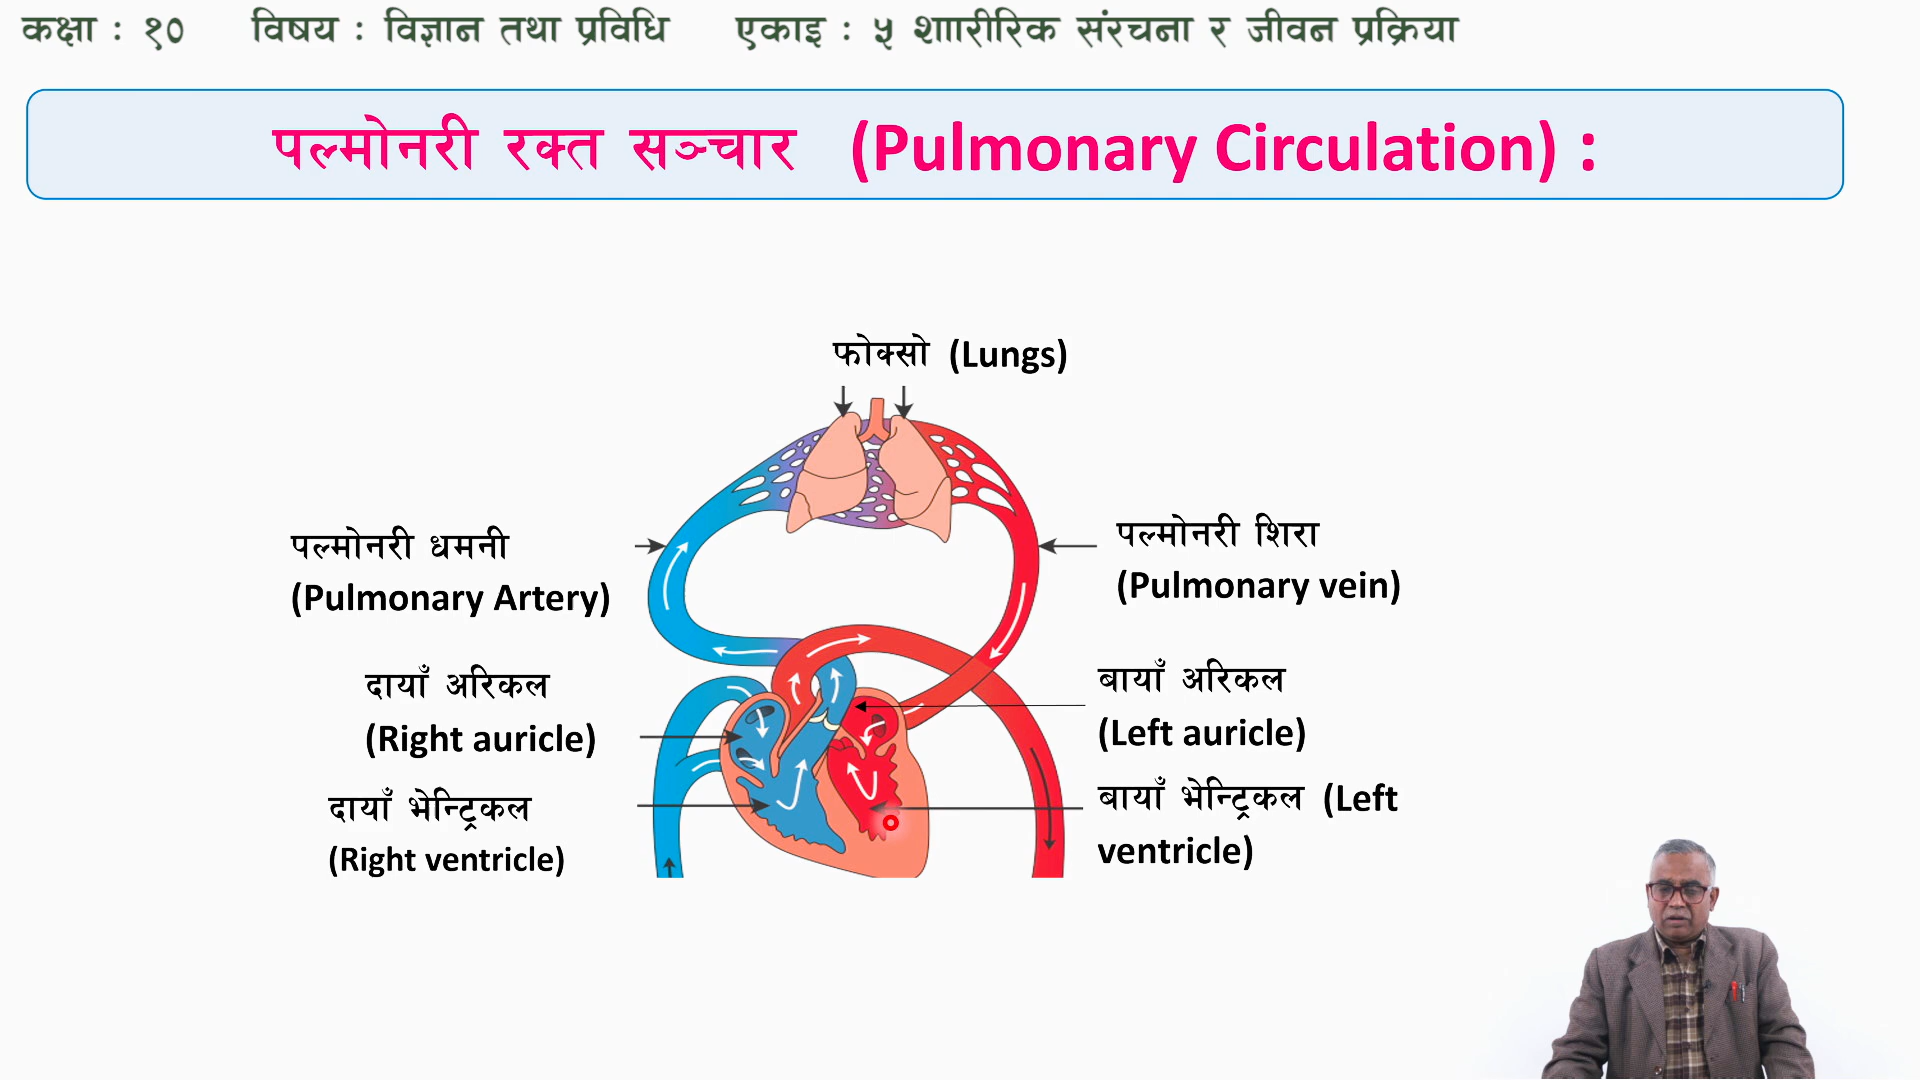 कक्षा : १० विषय : विज्ञान तथा प्रविधि एकाइ : ५ शाारीरिक संरचना र जीवन प्रक्रिया
पल्मोनरी रक्त सञ्चार (Pulmonary Circulation) :
फोक्सो (Lungs)
पल्मोनरी धमनी
(Pulmonary Artery)
पल्मोनरी शिरा
(Pulmonary vein)
दायाँ अरिकल
(Right auricle)
बायाँ अरिकल
(Left auricle)
दायाँ भेन्ट्रिकल
(Right ventricle)
बायाँ भेन्ट्रिकल (Left
ventricle)